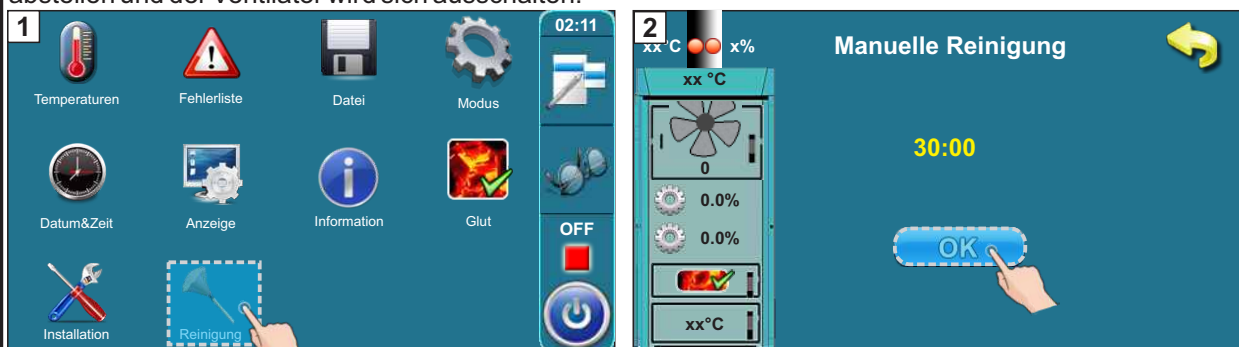 abstellen und der Ventilator wird sich ausschalten.
1
02:11
Temperaturen
Fehlerliste
Datei
Modus
Datum&Zeit
Anzeige
Information
Glut
OFF
Installation
Reinigung
2
xx°C x%
Manuelle Reinigung
xx °C
30:00
0
0.0%
0.0%
OK
xx°C